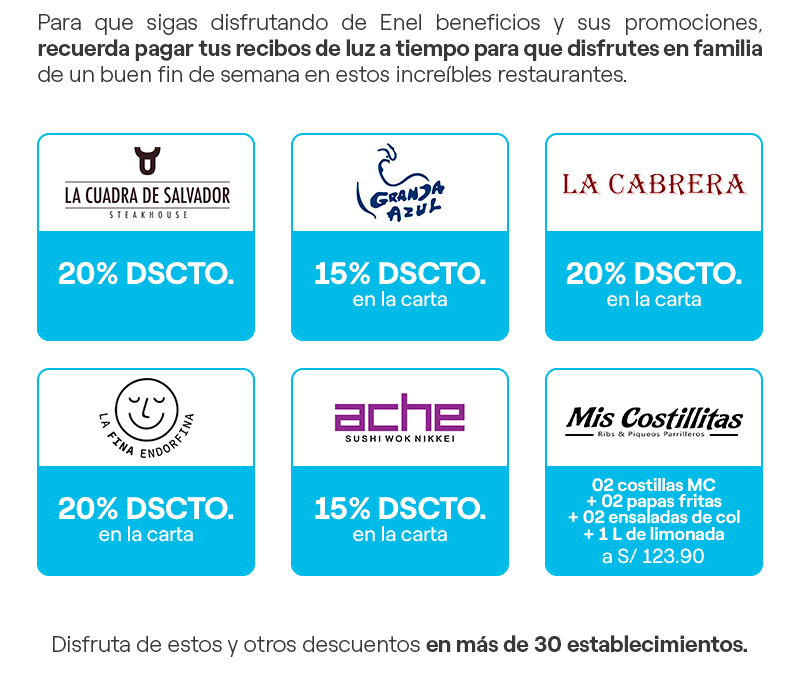 Para que sigas disfrutando de Enel beneficios y sus promociones,
recuerda pagar tus recibos de luz a tiempo para que disfrutes en familia
de un buen fin de semana en estos increíbles restaurantes.
LA CUADRA DE SALVADOR
STEAKHOUSE
20% DSCTO.
GRANJA
AZUL
15% DSCTO.
en la carta
LA CABRERA
20% DSCTO.
en la carta
LA FINA ENDORFINA
20% DSCTO.
en la carta
ache
SUSHI WOK NIKKEI
15% DSCTO.
en la carta
Mis Costillitas
Ribs & Piqueos Parrilleros
02 costillas MC
+ 02 papas fritas
+ 02 ensaladas de col
+ 1 L de limonada
a S/ 123.90
Disfruta de estos y otros descuentos en más de 30 establecimientos.